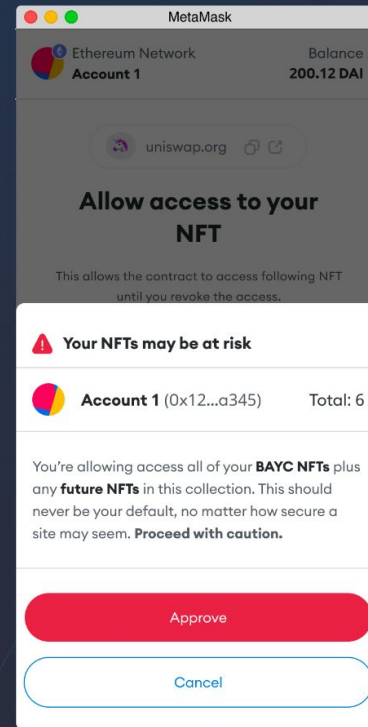 MetaMask
Ethereum Network
Balance
Account 1
200.12 DAI
uniswap.org
Allow access to your
NFT
This allows the contract to access following NFT
until you revoke the access.
Your NFTs may be at risk
Account 1 (0x12...a345)
Total: 6
You're allowing access all of your BAYC NFTs plus
any future NFTs in this collection. This should
never be your default, no matter how secure a
site may seem. Proceed with caution.
Approve
Cancel